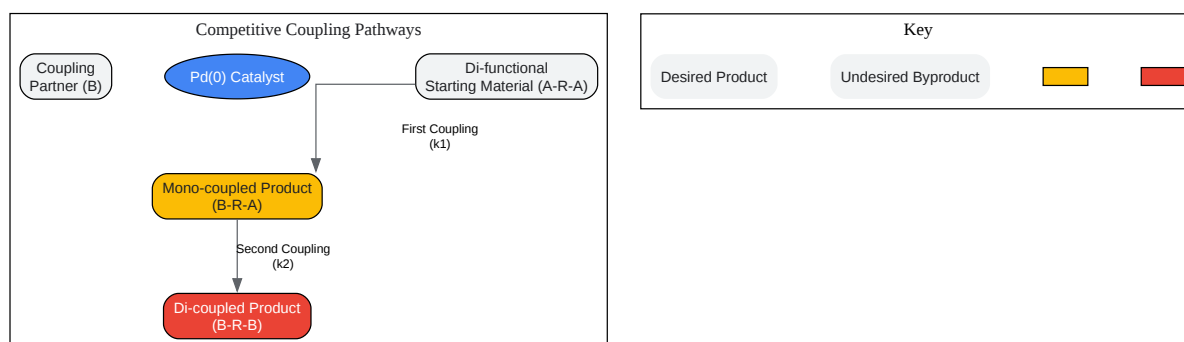 Competitive Coupling Pathways
Coupling
Partner (B)
Pd(0) Catalyst
Di-functional
Starting Material (A-R-A)
First Coupling
(k1)
Mono-coupled Product
(B-R-A)
Second Coupling
(k2)
Di-coupled Product
(B-R-B)
Key
Desired Product
Undesired Byproduct